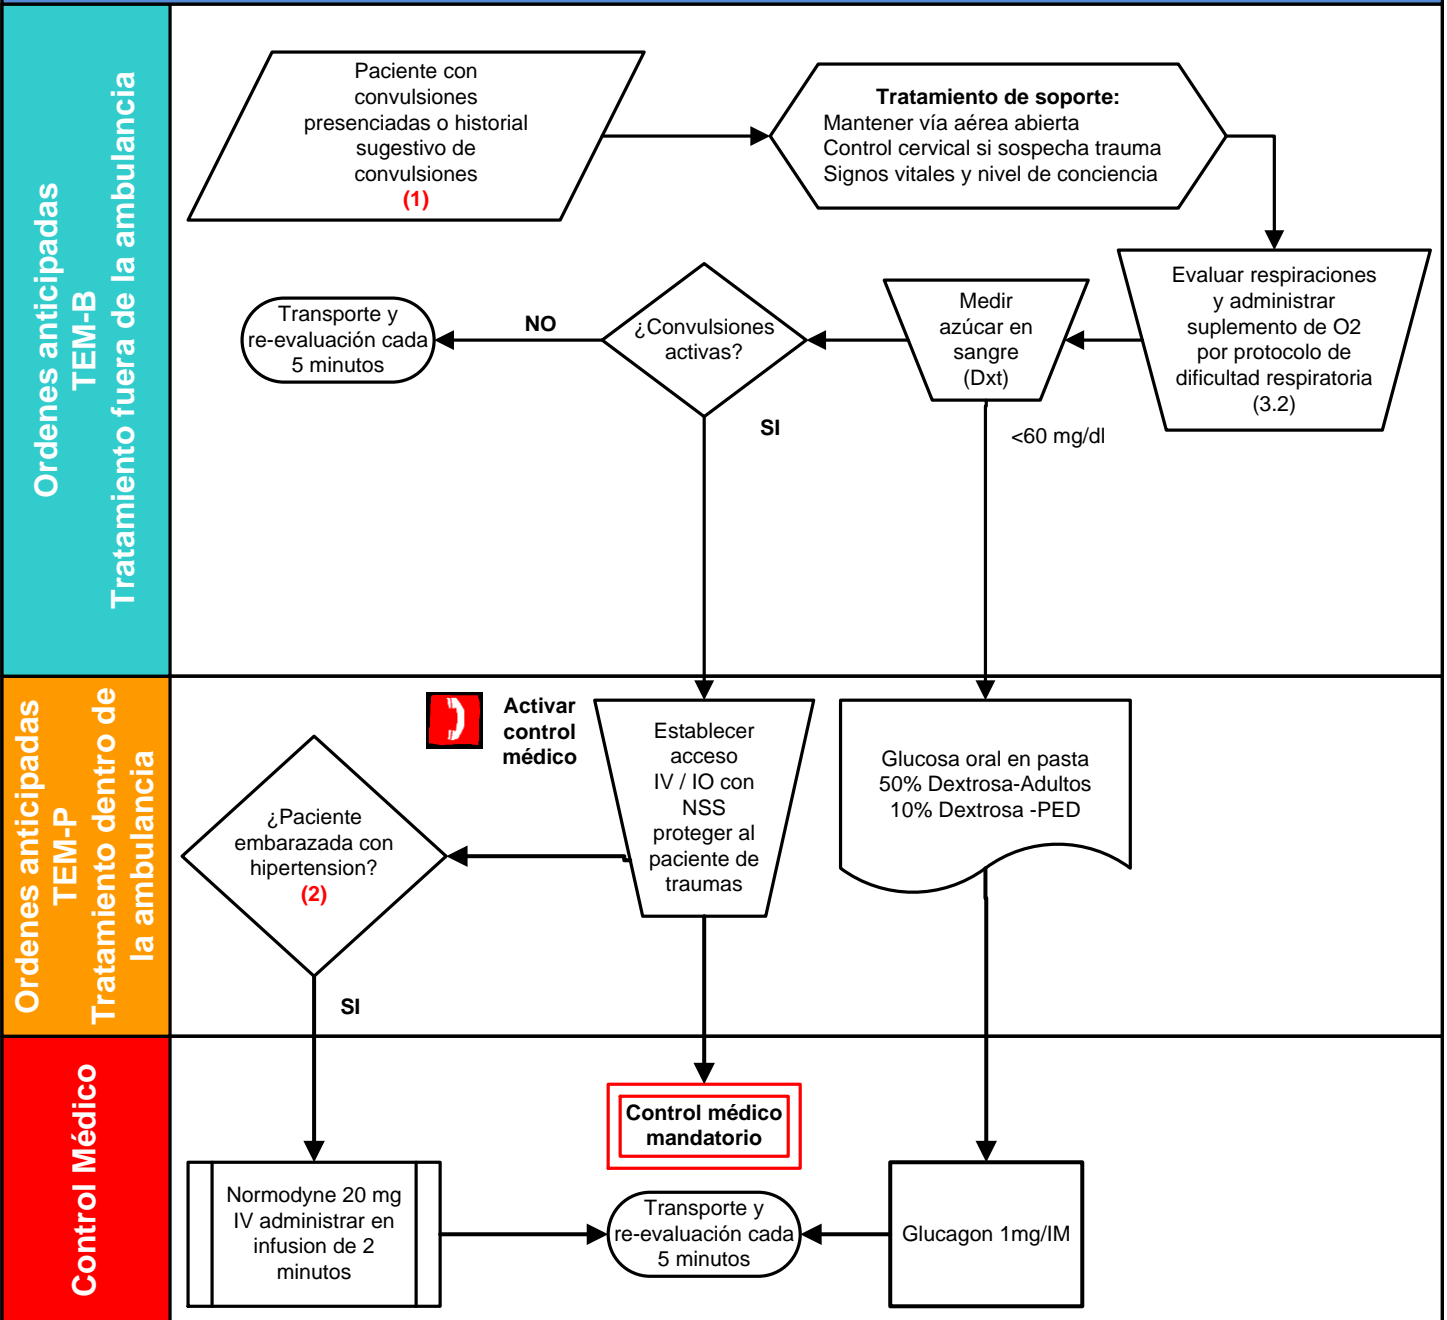 Ordenes anticipadas
TEM-B
Tratamiento fuera de la ambulancia
Paciente con
convulsiones
presenciadas o historial
sugestivo de
convulsiones
(1)
Tratamiento de soporte:
Mantener vía aérea abierta
Control cervical si sospecha trauma
Signos vitales y nivel de conciencia
Evaluar respiraciones
y administrar
suplemento de O2
por protocolo de
dificultad respiratoria
(3.2)
Medir
azúcar en
sangre
(Dxt)
¿Convulsiones
activas?
NO
Transporte y
re-evaluación cada
5 minutos
SI
<60 mg/dl
Ordenes anticipadas
TEM-P
Tratamiento dentro de
la ambulancia
Activar
control
médico
Establecer
acceso
IV / IO con
NSS
proteger al
paciente de
traumas
Glucosa oral en pasta
50% Dextrosa-Adultos
10% Dextrosa -PED
¿Paciente
embarazada con
hipertension?
(2)
SI
Control Médico
Control médico
mandatorio
Normodyne 20 mg
IV administrar en
infusion de 2
minutos
Transporte y
re-evaluación cada
5 minutos
Glucagon 1mg/IM